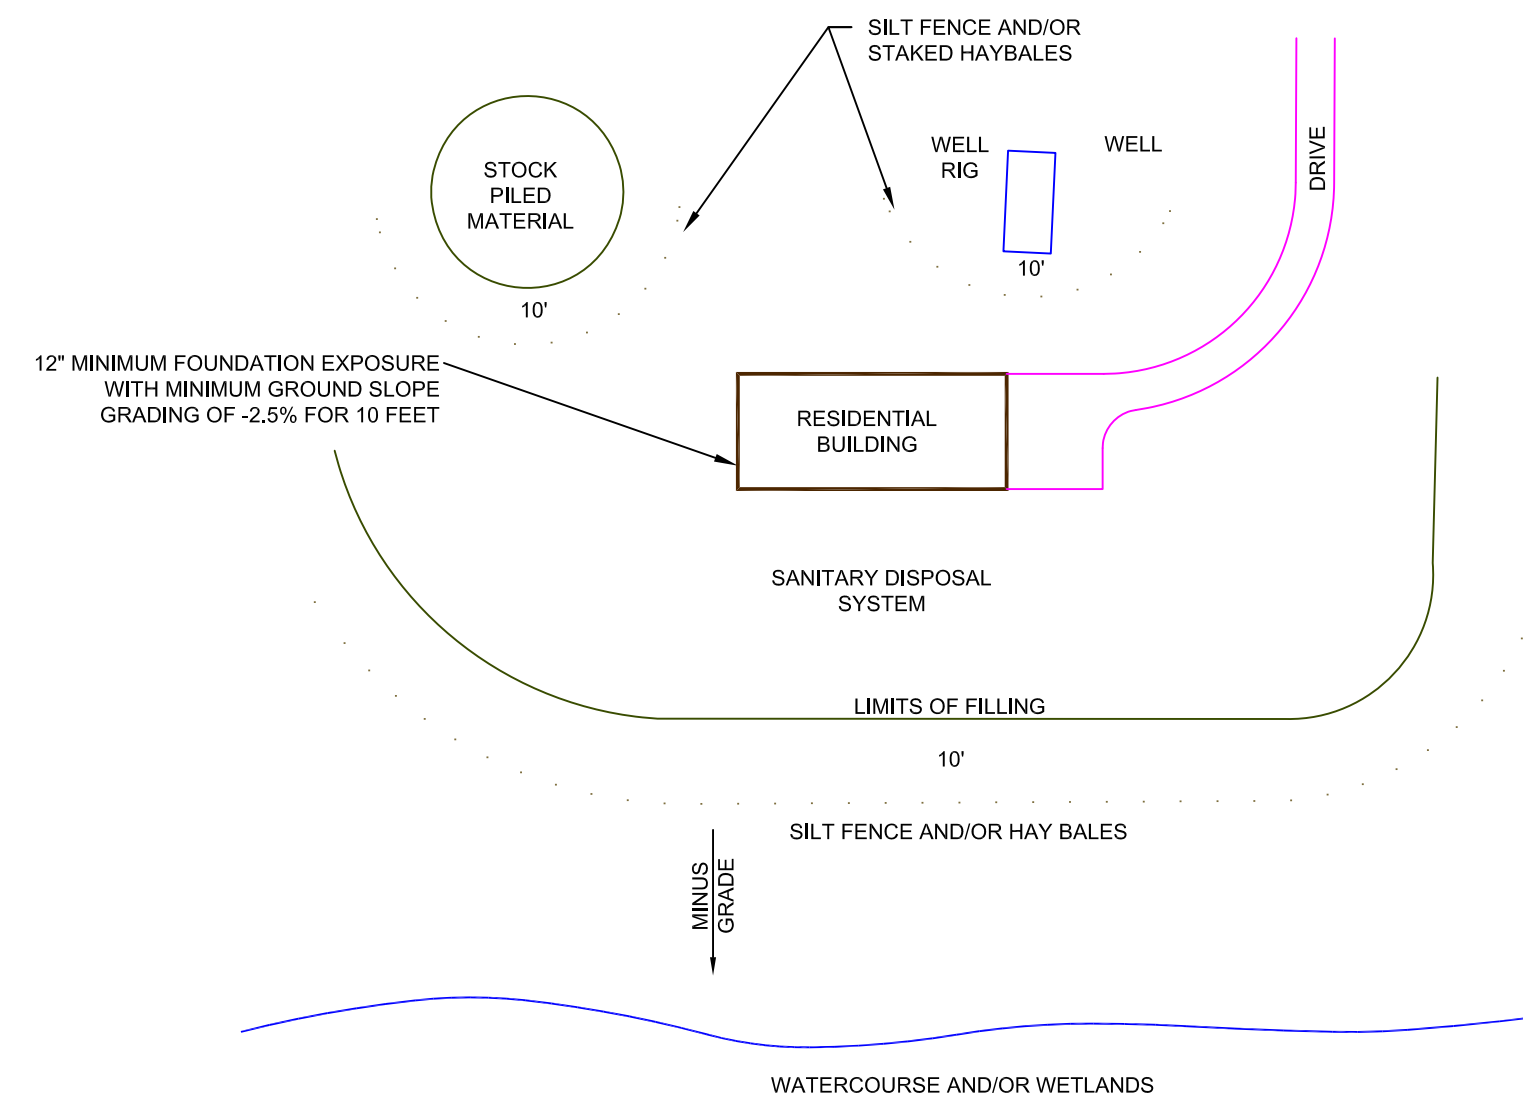 SILT FENCE AND/OR
STAKED HAYBALES
STOCK
PILED
MATERIAL
WELL
RIG
WELL
DRIVE
10'
10'
12" MINIMUM FOUNDATION EXPOSURE
WITH MINIMUM GROUND SLOPE
GRADING OF -2.5% FOR 10 FEET
RESIDENTIAL
BUILDING
SANITARY DISPOSAL
SYSTEM
LIMITS OF FILLING
10'
SILT FENCE AND/OR HAY BALES
MINUS
GRADE
WATERCOURSE AND/OR WETLANDS